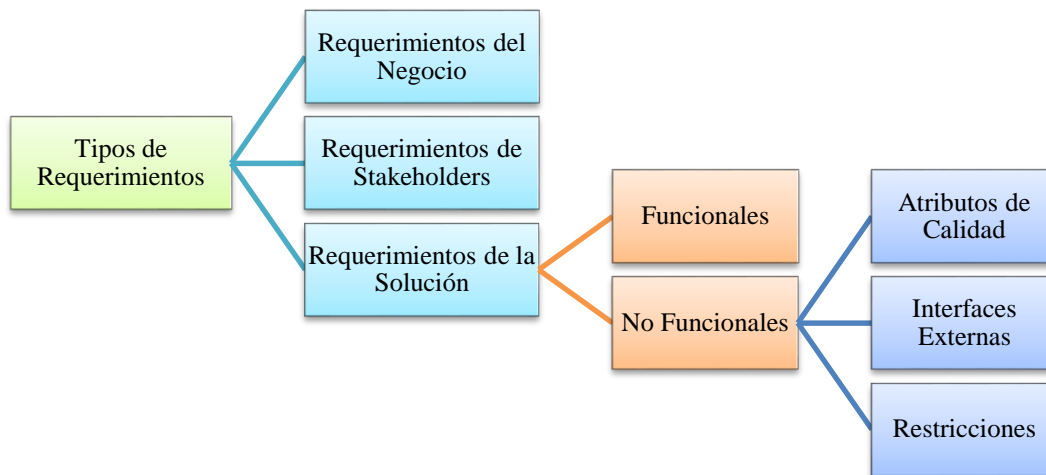 Tipos de
Requerimientos
Requerimientos del
Negocio
Requerimientos de
Stakeholders
Requerimientos de la
Solución
Funcionales
No Funcionales
Atributos de
Calidad
Interfaces
Externas
Restricciones